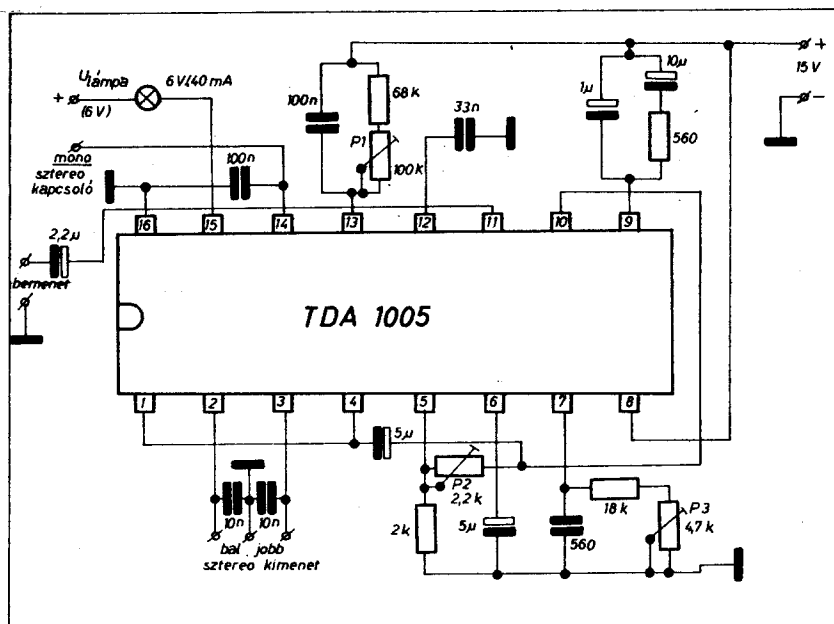 U lámpa
+
(6V)
6V/40 mA
mono
sztereo
kapcsoló
100n
100n
68k
P1
100k
33n
1µ
10µ
560
+
15 V
−
16
15
14
13
12
11
10
9
2,2µ
bemenet
TDA 1005
1
2
3
4
5
6
7
8
5µ
10n
10n
bal
jobb
sztereo kimenet
P2
2,2 k
2k
5µ
560
18 k
P3
4,7 k